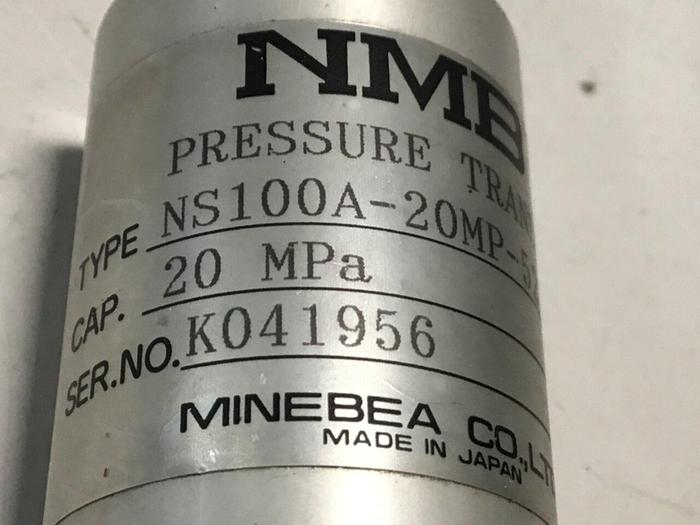 NMB
PRESSURE TRAN
TYPE NS100A-20MP-5
CAP. 20 MPa
SER.NO. K041956
MINEBEA CO.,LT
MADE IN JAPAN